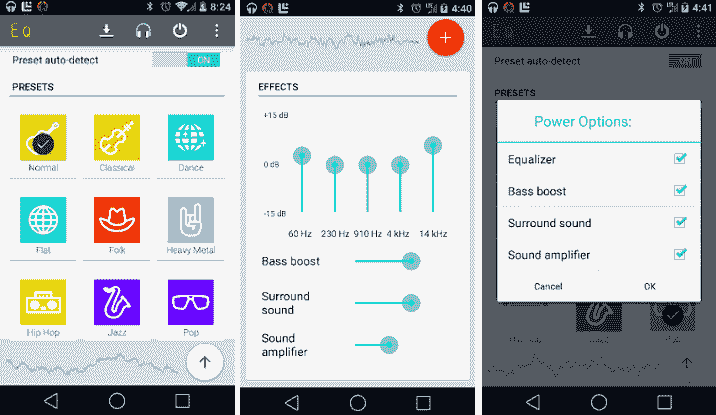 8:24
Eq
Preset auto-detect
ON
PRESETS
Normal
Classical
Dance
Flat
Folk
Heavy Metal
Hip Hop
Jazz
Pop
LTE
4:40
+
EFFECTS
+15 dB
0 dB
-15 dB
60 Hz 230 Hz 910 Hz 4 kHz 14 kHz
Bass boost
Surround
sound
Sound
amplifier
4:41
Eq
Preset auto-detect
ON
PRESETS
Power Options:
Equalizer
Bass boost
Surround sound
Sound amplifier
Cancel OK